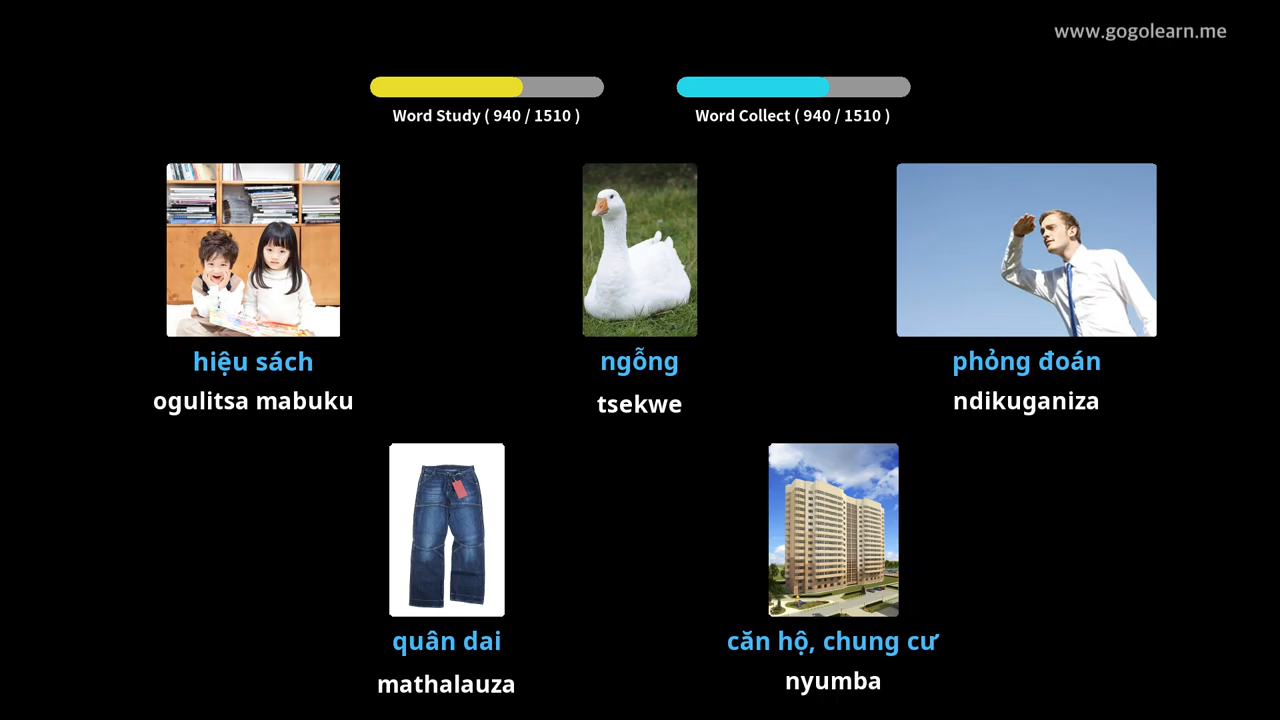 www.gogolearn.me
Word Study ( 940 / 1510 )
Word Collect ( 940 / 1510 )
hiệu sách
ogulitsa mabuku
ngỗng
tsekwe
phỏng đoán
ndikuganiza
quân dai
mathalauza
căn hộ, chung cư
nyumba